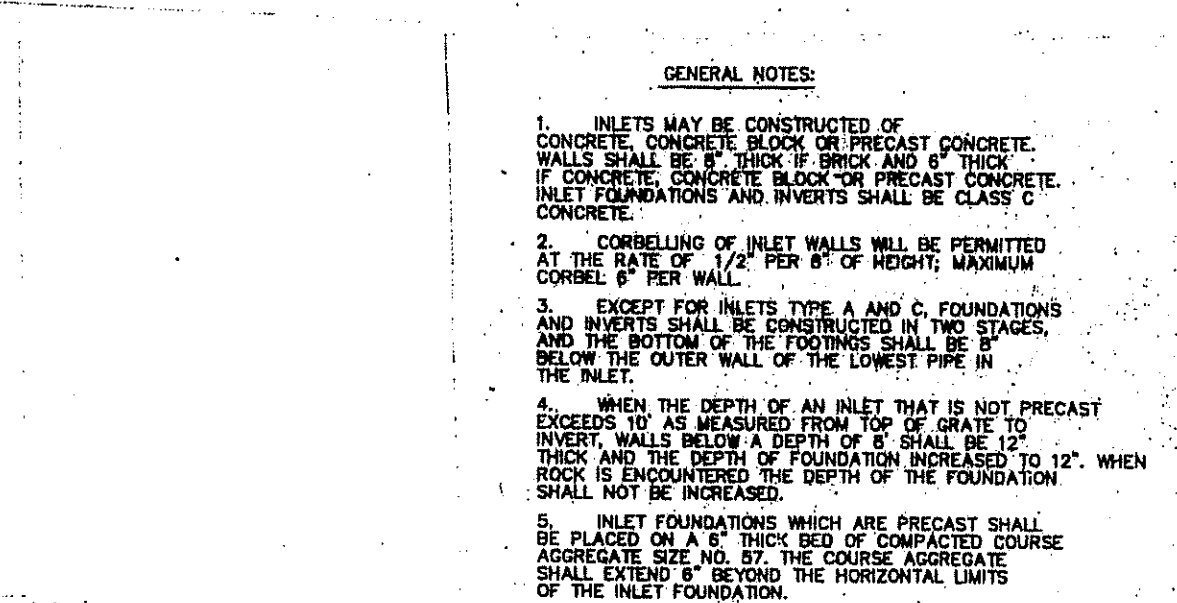 GENERAL NOTES:
1. INLETS MAY BE CONSTRUCTED OF
CONCRETE, CONCRETE BLOCK OR PRECAST CONCRETE.
WALLS SHALL BE 8" THICK IF BRICK AND 6" THICK
IF CONCRETE, CONCRETE BLOCK OR PRECAST CONCRETE.
INLET FOUNDATIONS AND INVERTS SHALL BE CLASS C
CONCRETE.
2. CORBELLING OF INLET WALLS WILL BE PERMITTED
AT THE RATE OF 1/2" PER 8" OF HEIGHT; MAXIMUM
CORBEL 6" PER WALL.
3. EXCEPT FOR INLETS TYPE A AND C, FOUNDATIONS
AND INVERTS SHALL BE CONSTRUCTED IN TWO STAGES,
AND THE BOTTOM OF THE FOOTINGS SHALL BE 8"
BELOW THE OUTER WALL OF THE LOWEST PIPE IN
THE INLET.
4. WHEN THE DEPTH OF AN INLET THAT IS NOT PRECAST
EXCEEDS 10' AS MEASURED FROM TOP OF GRATE TO
INVERT, WALLS BELOW A DEPTH OF 8' SHALL BE 12"
THICK AND THE DEPTH OF FOUNDATION INCREASED TO 12". WHEN
ROCK IS ENCOUNTERED THE DEPTH OF THE FOUNDATION
SHALL NOT BE INCREASED.
5. INLET FOUNDATIONS WHICH ARE PRECAST SHALL
BE PLACED ON A 6" THICK BED OF COMPACTED COURSE
AGGREGATE SIZE NO. 57. THE COURSE AGGREGATE
SHALL EXTEND 6" BEYOND THE HORIZONTAL LIMITS
OF THE INLET FOUNDATION.